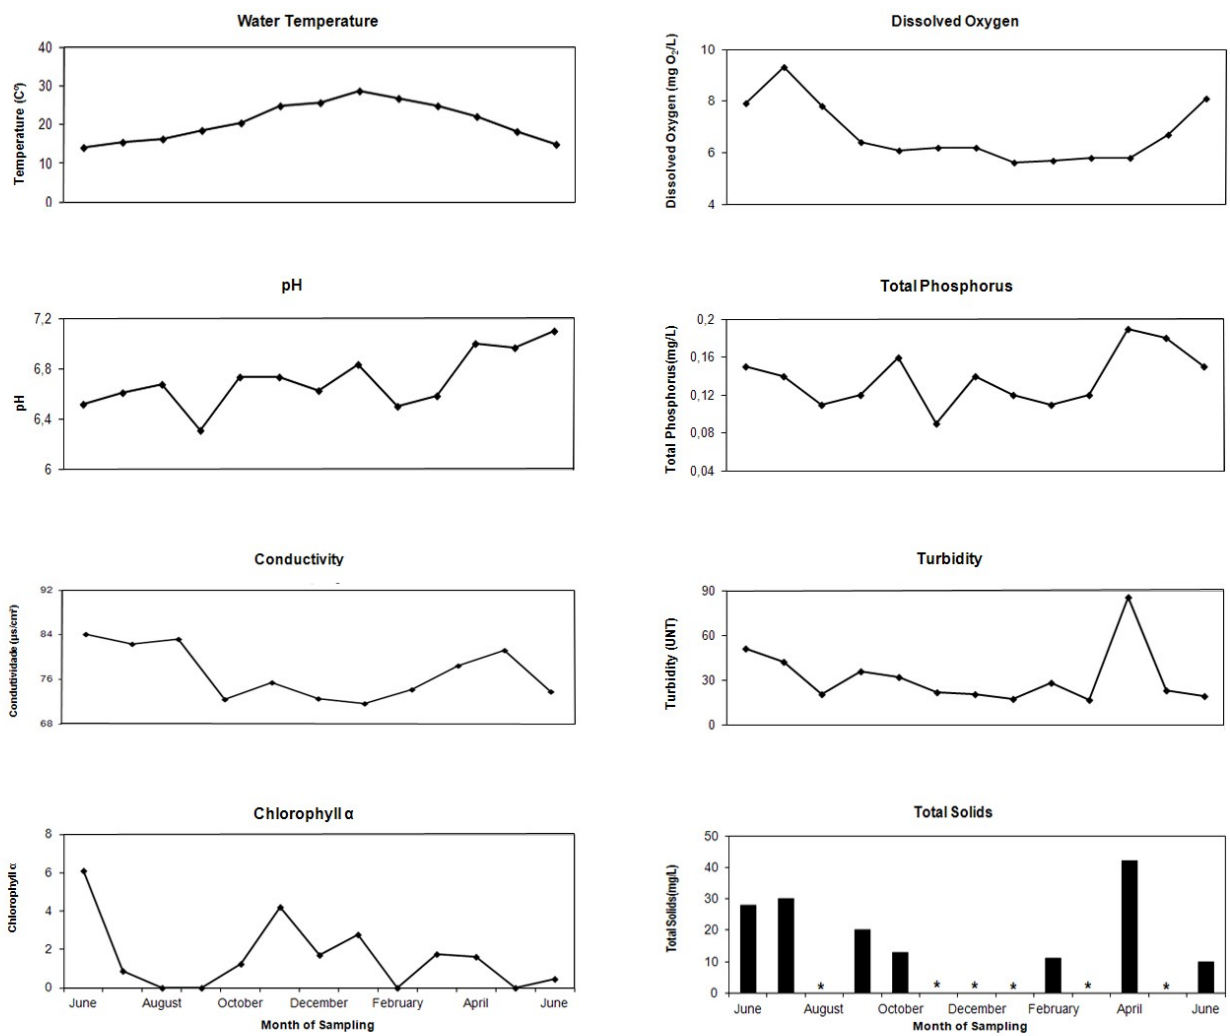 Water Temperature
Temperature (Cº)
40
30
20
10
0
Dissolved Oxygen
Dissolved Oxygen (mg O₂/L)
10
8
6
4
pH
pH
7,2
6,8
6,4
6
Total Phosphorus
Total Phosphorus(mg/L)
0,2
0,16
0,12
0,08
0,04
Conductivity
Condutividade (µs/cm²)
92
84
76
68
Turbidity
Turbidity (UNT)
90
60
30
0
Chlorophyll α
Chlorophyll α
8
6
4
2
0
June August October December February April June
Month of Sampling
Total Solids
Total Solids(mg/L)
50
40
30
20
10
0
* * * * * *
June August October December February April June
Month of Sampling